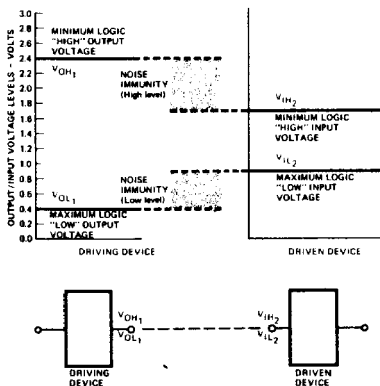 OUTPUT/INPUT VOLTAGE LEVELS - VOLTS
3.0
2.8
2.6
2.4
2.2
2.0
1.8
1.6
1.4
1.2
1.0
0.8
0.6
0.4
0.2
0.0
MINIMUM LOGIC
"HIGH" OUTPUT
VOLTAGE
VOH1
NOISE
IMMUNITY
(High level)
VIH2
MINIMUM LOGIC
"HIGH" INPUT
VOLTAGE
VIL2
NOISE
IMMUNITY
(Low level)
MAXIMUM LOGIC
"LOW" INPUT
VOLTAGE
VOL1
MAXIMUM LOGIC
"LOW" OUTPUT
VOLTAGE
DRIVING DEVICE
DRIVEN DEVICE
VOH1
VOL1
VIH2
VIL2
DRIVING
DEVICE
DRIVEN
DEVICE